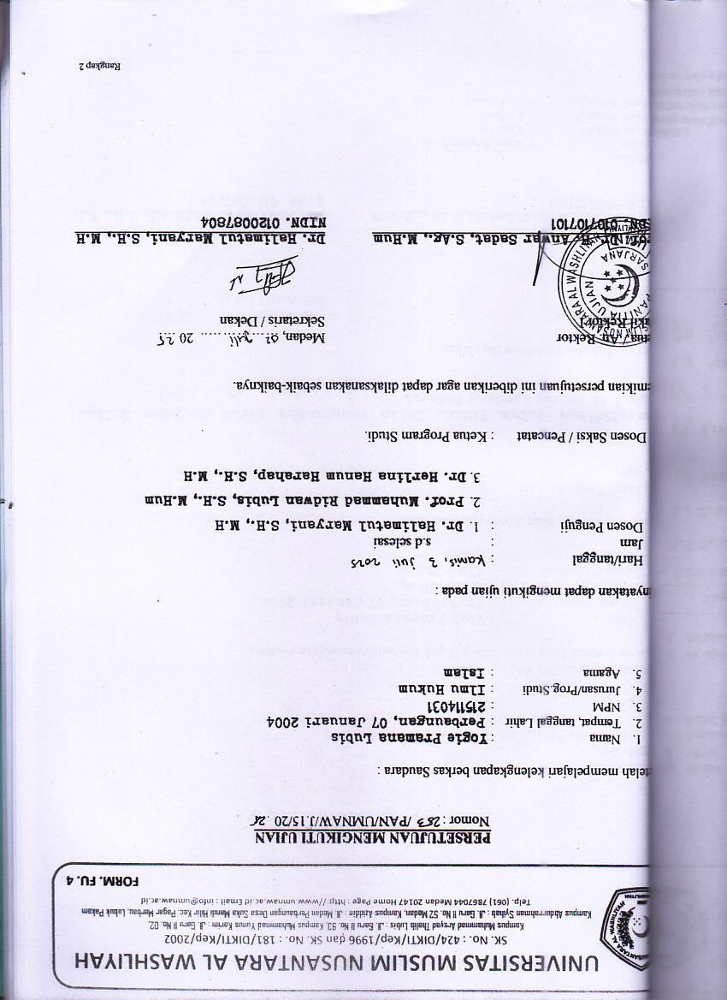 UNIVERSITAS MUSLIM NUSANTARA AL WASHLIYAH
SK. No. : 424/DIKTI/Kep/1996 dan SK. No. : 181/DIKTI/Kep/2002
Kampus Muhammad Arsyad Thalib Lubis : Jl. Garu II No. 93, Kampus Muhammad Yunus Karim : Jl. Garu II No. 02,
Kampus Abdurrahman Syihab : Jl. Garu II No. 52 Medan, Kampus Aziddin : Jl. Medan Perbaungan Desa Suka Mandi Hilir Kec. Pagar Merbau, Lubuk Pakam
Telp. (061) 7867044 Medan 20147 Home Page : http://www.umnaw.ac.id Email : info@umnaw.ac.id
FORM. FU. 4
PERSETUJUAN MENGIKUTI UJIAN
Nomor : 283 /PAN/UMNAW/J.15/20 25
telah mempelajari kelengkapan berkas Saudara :
1. Nama : Yogie Pramana Lubis
2. Tempat, tanggal Lahir : Perbaungan, 07 Januari 2004
3. NPM : 215114031
4. Jurusan/Prog.Studi : Ilmu Hukum
5. Agama : Islam
nyatakan dapat mengikuti ujian pada :
Hari/tanggal : Kamis, 3 Juli 2025
Jam : s.d selesai
Dosen Penguji : 1. Dr. Halimatul Maryani, S.H., M.H
2. Prof. Muhammad Ridwan Lubis, S.H., M.Hum
3. Dr. Herlina Hanum Harahap, S.H., M.H
Dosen Saksi / Pencatat : Ketua Program Studi.
mikian persetujuan ini diberikan agar dapat dilaksanakan sebaik-baiknya.
Medan, 02 Juli 20 25
etua / An. Rektor
Sekretaris / Dekan
akil Rektor)
PANITIA UJIAN
SARJANA
Dr. H. Anwar Sadat, S.Ag., M.Hum
Dr. Halimatul Maryani, S.H., M.H
IDN. 0107107101
NIDN. 0120087804
Rangkap 2